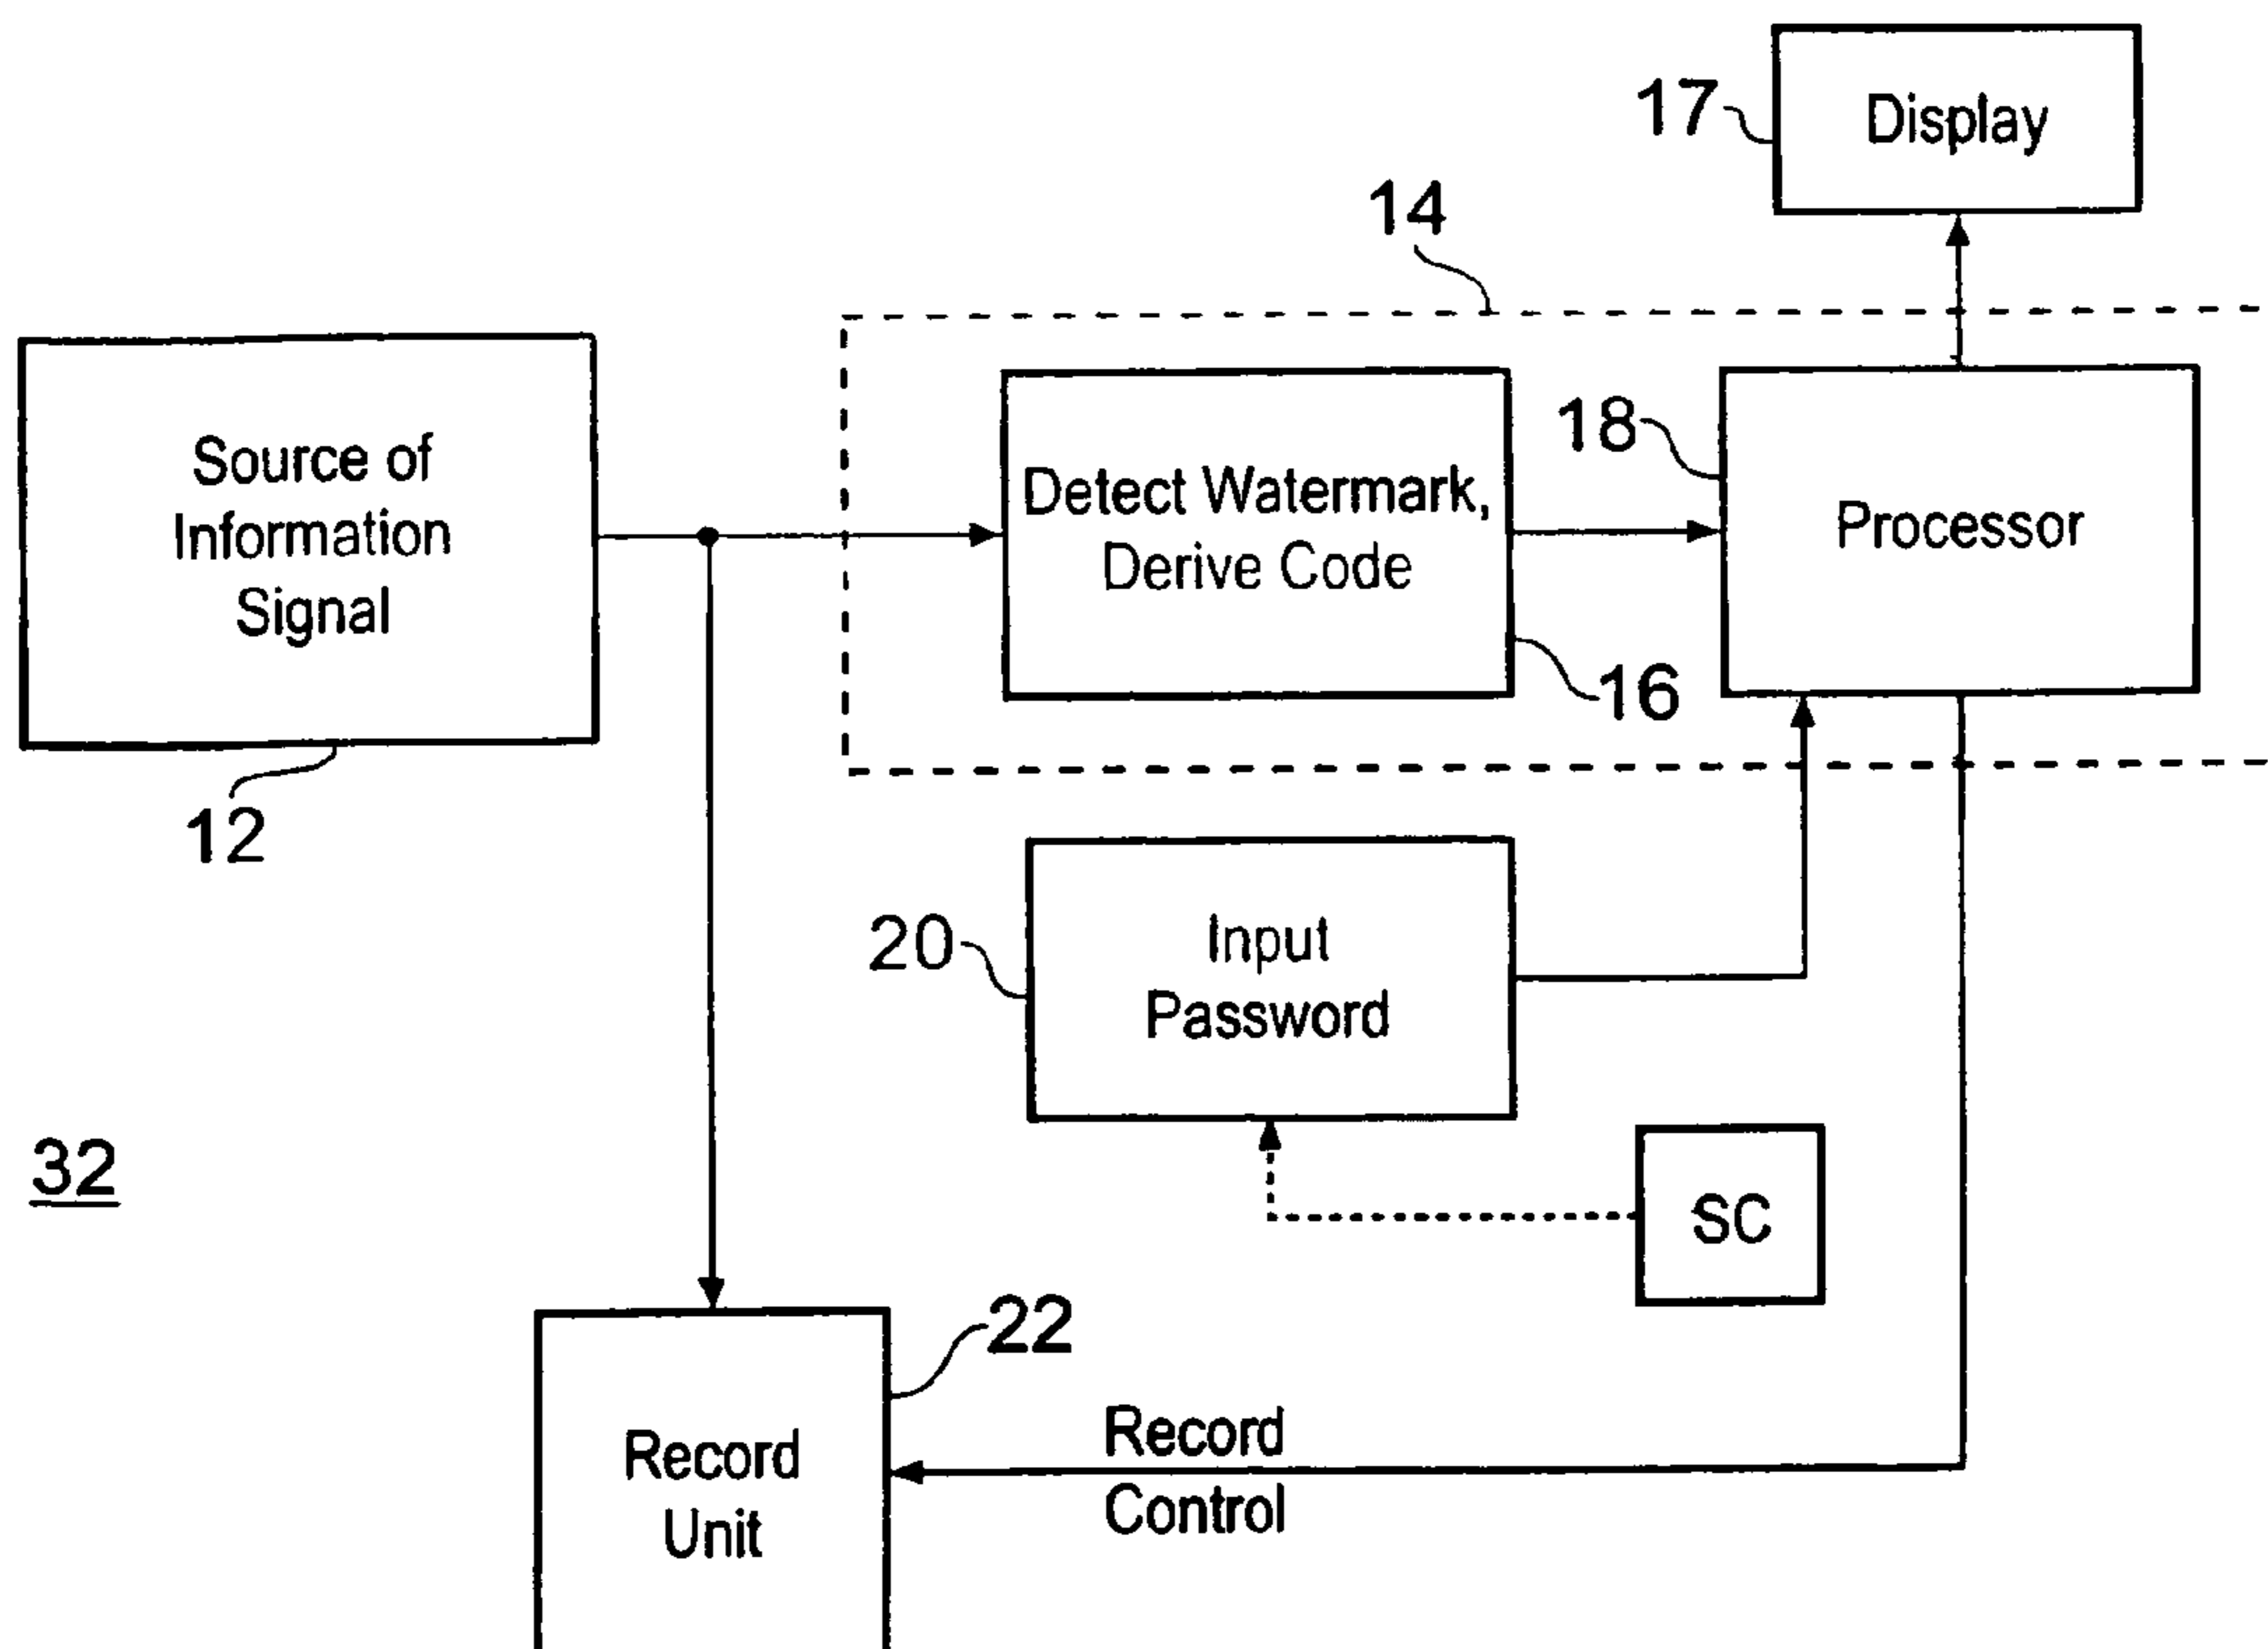 17
Display
14
Source of
Information
Signal
12
Detect Watermark,
Derive Code
16
18
Processor
20
Input
Password
SC
32
22
Record
Unit
Record
Control